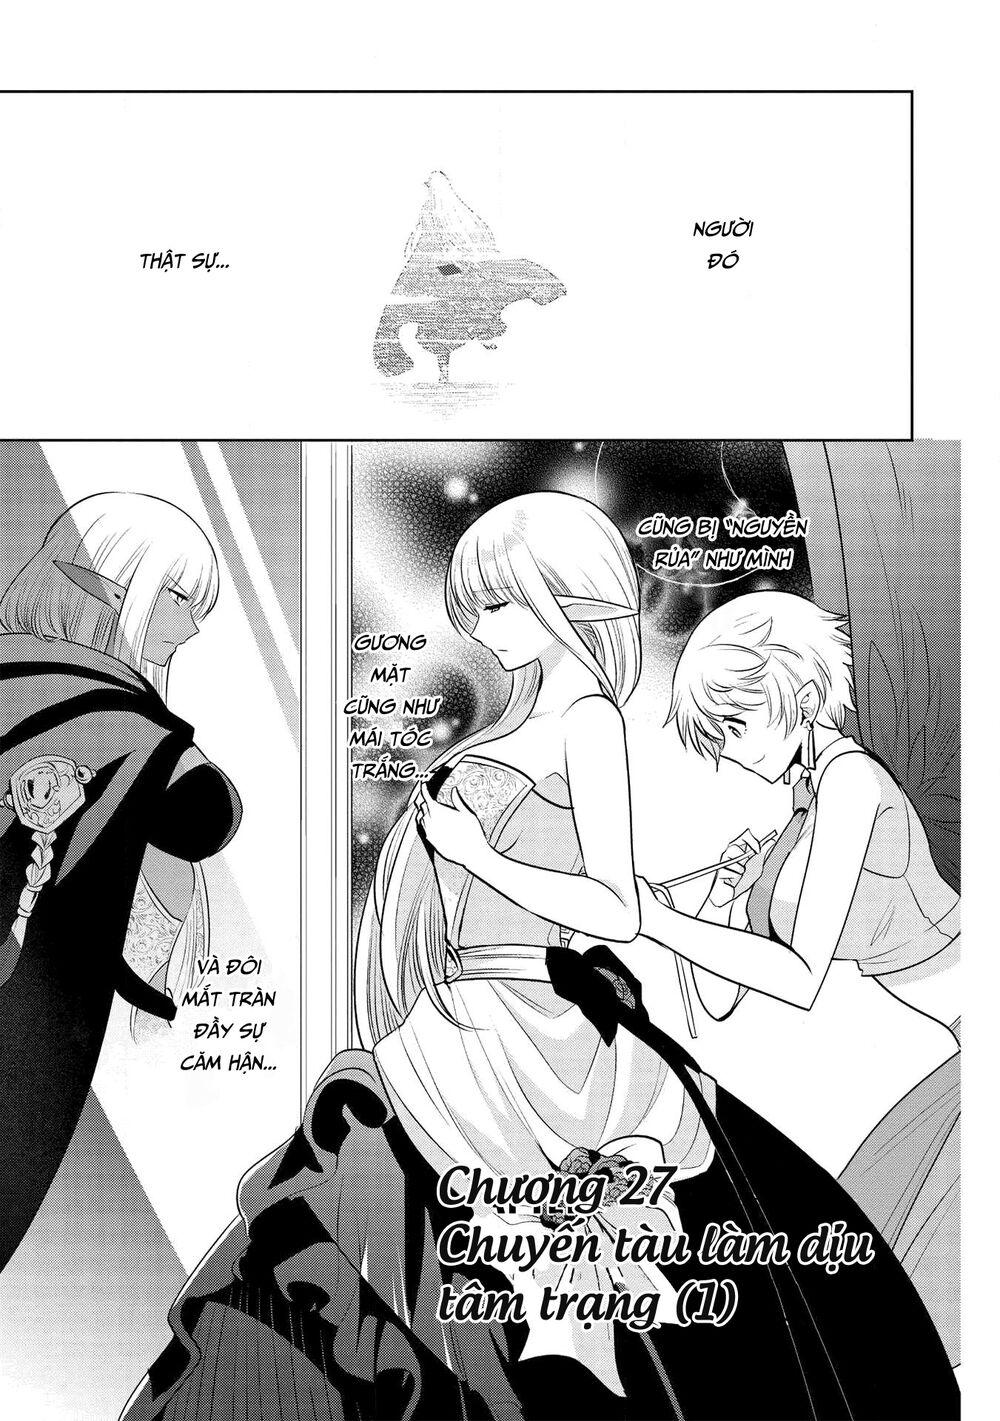 NGƯỜI
ĐÓ
THẬT SỰ...
CŨNG BỊ "NGUYỀN
RỦA" NHƯ MÌNH
GƯƠNG
MẶT
CŨNG NHƯ
MÁI TÓC
TRẮNG...
VÀ ĐÔI
MẮT TRÀN
ĐẦY SỰ
CĂM HẬN...
Chương 27
Chuyến tàu làm dịu
tâm trạng (1)